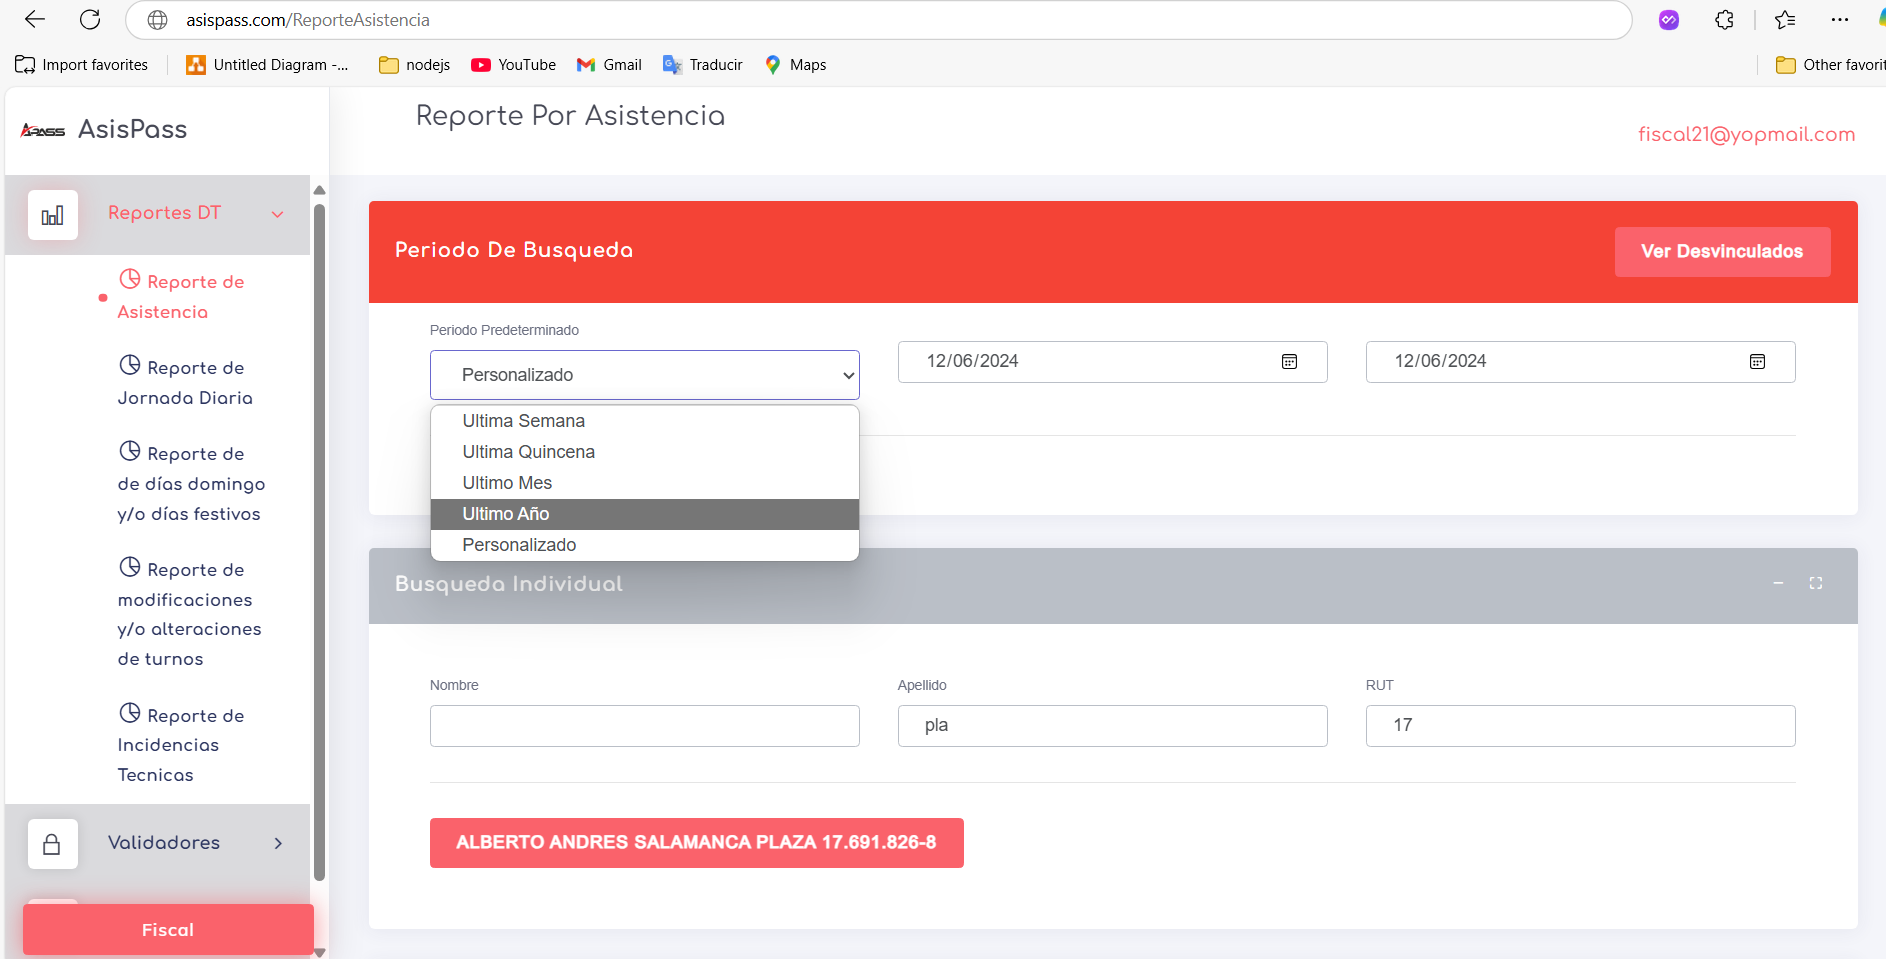 asispass.com/ReporteAsistencia
Import favorites
Untitled Diagram -...
nodejs
YouTube
Gmail
Traducir
Maps
Other favorit
APASS
AsisPass
Reporte Por Asistencia
fiscal21@yopmail.com
Reportes DT
Reporte de
Asistencia
Reporte de
Jornada Diaria
Reporte de
de días domingo
y/o días festivos
Reporte de
modificaciones
y/o alteraciones
de turnos
Reporte de
Incidencias
Tecnicas
Validadores
Fiscal
Periodo De Busqueda
Ver Desvinculados
Periodo Predeterminado
Personalizado
12/06/2024
12/06/2024
Ultima Semana
Ultima Quincena
Ultimo Mes
Ultimo Año
Personalizado
Busqueda Individual
Nombre
Apellido
RUT
pla
17
ALBERTO ANDRES SALAMANCA PLAZA 17.691.826-8